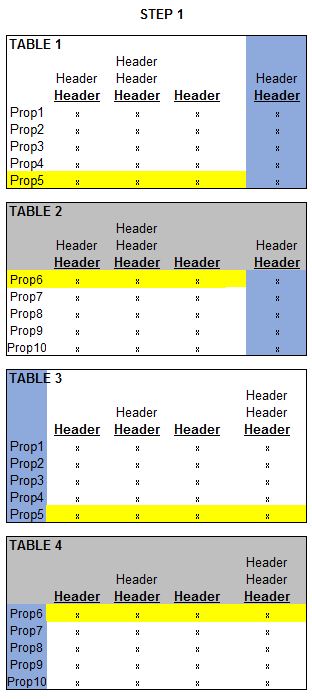 STEP 1
TABLE 1
Header
Header Header Header
Header Header Header Header
Prop1 x x x x
Prop2 x x x x
Prop3 x x x x
Prop4 x x x x
Prop5 x x x x
TABLE 2
Header
Header Header Header
Header Header Header Header
Prop6 x x x x
Prop7 x x x x
Prop8 x x x x
Prop9 x x x x
Prop10 x x x x
TABLE 3
Header
Header Header
Header Header Header Header
Prop1 x x x x
Prop2 x x x x
Prop3 x x x x
Prop4 x x x x
Prop5 x x x x
TABLE 4
Header
Header Header
Header Header Header Header
Prop6 x x x x
Prop7 x x x x
Prop8 x x x x
Prop9 x x x x
Prop10 x x x x